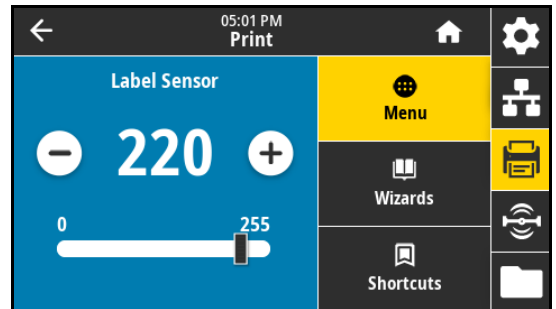 05:01 PM
Print
Label Sensor
220
0 255
Menu
Wizards
Shortcuts